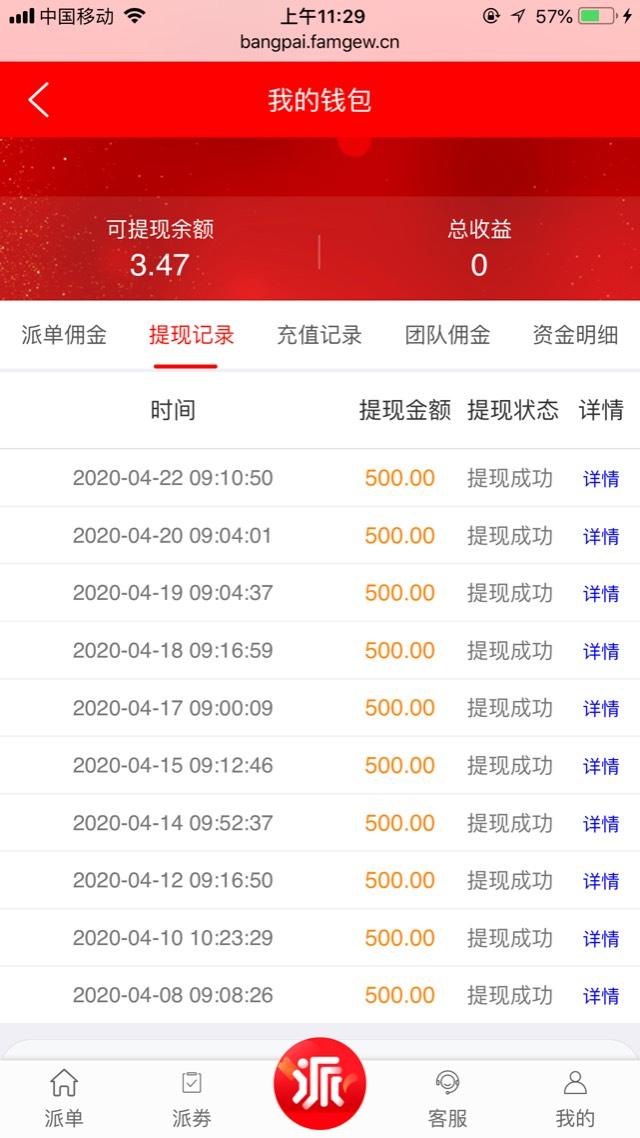 中国移动 上午11:29 57%
bangpai.famgew.cn
我的钱包
可提现余额 总收益
3.47 0
派单佣金 提现记录 充值记录 团队佣金 资金明细
时间 提现金额 提现状态 详情
2020-04-22 09:10:50 500.00 提现成功 详情
2020-04-20 09:04:01 500.00 提现成功 详情
2020-04-19 09:04:37 500.00 提现成功 详情
2020-04-18 09:16:59 500.00 提现成功 详情
2020-04-17 09:00:09 500.00 提现成功 详情
2020-04-15 09:12:46 500.00 提现成功 详情
2020-04-14 09:52:37 500.00 提现成功 详情
2020-04-12 09:16:50 500.00 提现成功 详情
2020-04-10 10:23:29 500.00 提现成功 详情
2020-04-08 09:08:26 500.00 提现成功 详情
派
派单 派券 客服 我的